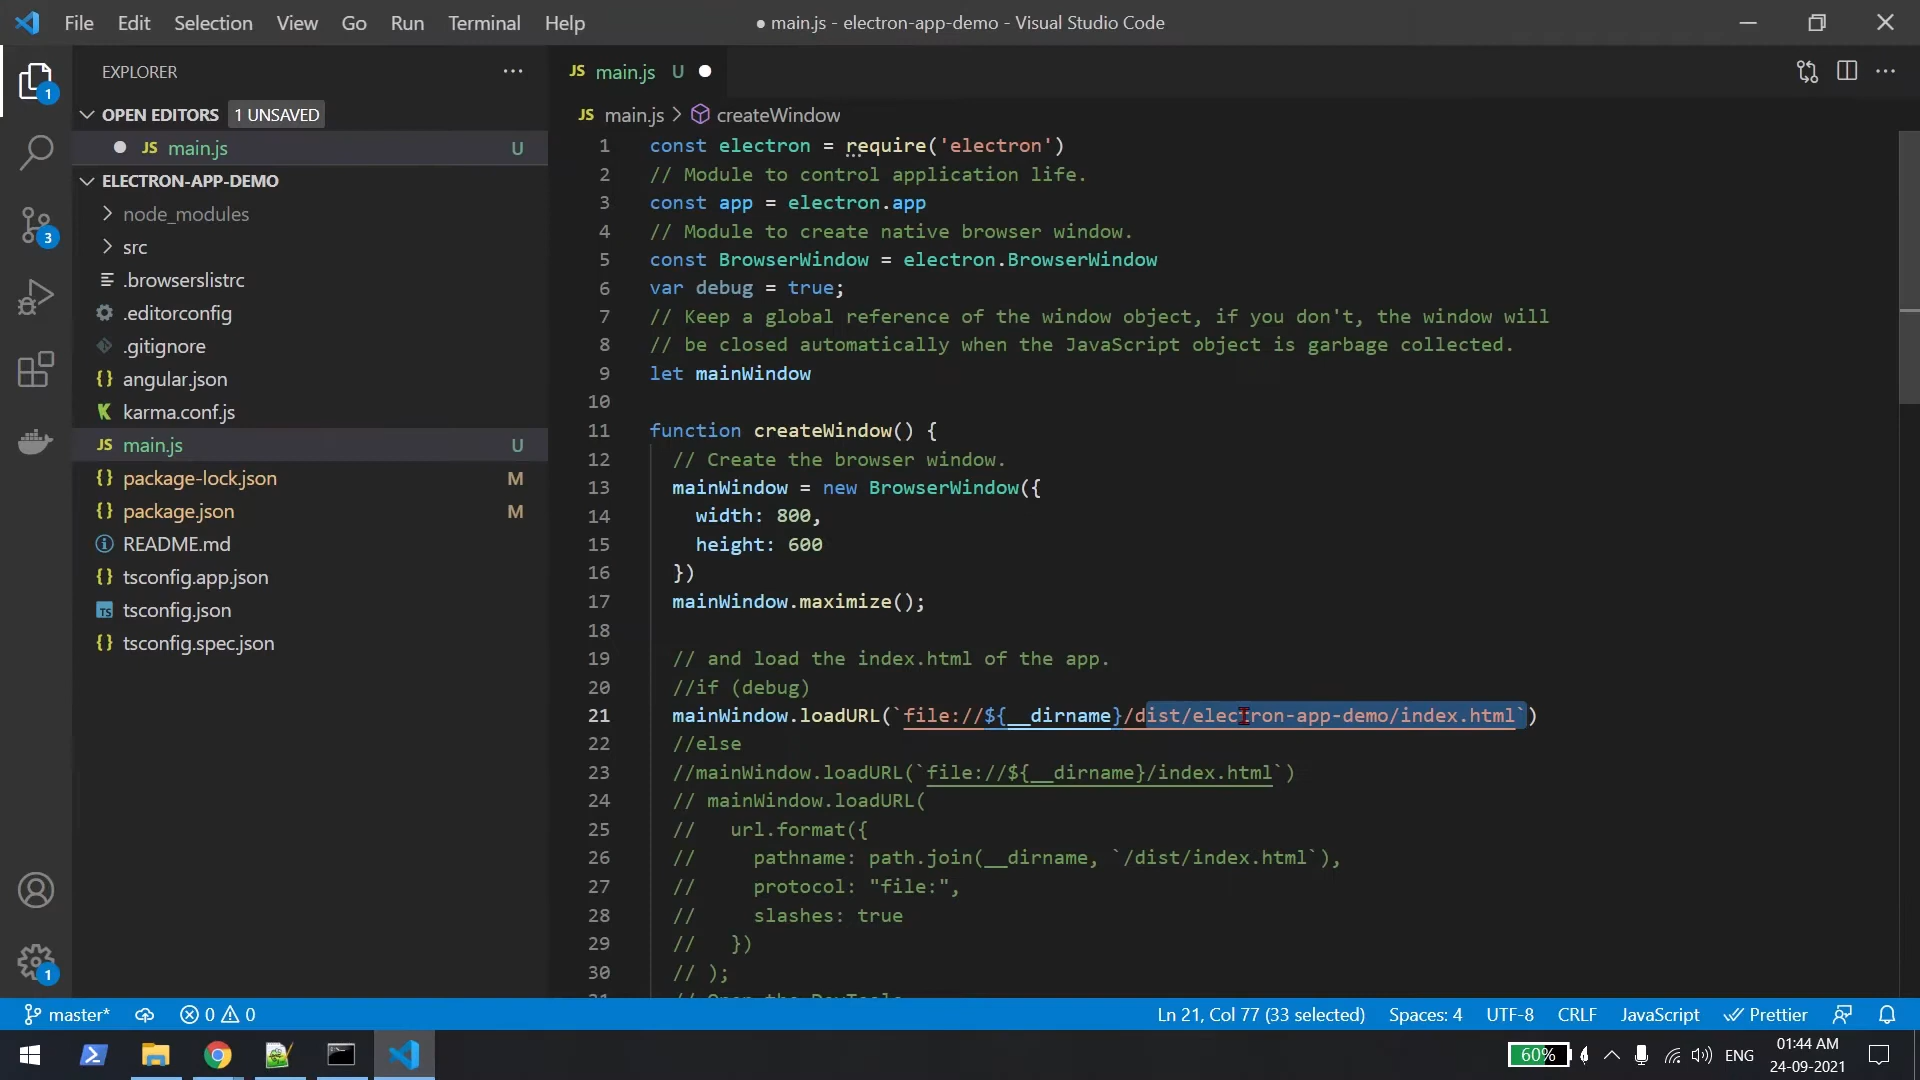 File Edit Selection View Go Run Terminal Help
● main.js - electron-app-demo - Visual Studio Code
EXPLORER
OPEN EDITORS 1 UNSAVED
JS main.js U
ELECTRON-APP-DEMO
node_modules
src
.browserslistrc
.editorconfig
.gitignore
{} angular.json
K karma.conf.js
JS main.js U
{} package-lock.json M
{} package.json M
README.md
{} tsconfig.app.json
TS tsconfig.json
{} tsconfig.spec.json
1
3
1
JS main.js U
JS main.js > createWindow
1 const electron = require('electron')
2 // Module to control application life.
3 const app = electron.app
4 // Module to create native browser window.
5 const BrowserWindow = electron.BrowserWindow
6 var debug = true;
7 // Keep a global reference of the window object, if you don't, the window will
8 // be closed automatically when the JavaScript object is garbage collected.
9 let mainWindow
10
11 function createWindow() {
12 // Create the browser window.
13 mainWindow = new BrowserWindow({
14 width: 800,
15 height: 600
16 })
17 mainWindow.maximize();
18
19 // and load the index.html of the app.
20 //if (debug)
21 mainWindow.loadURL(`file://${__dirname}/dist/electron-app-demo/index.html`)
22 //else
23 //mainWindow.loadURL(`file://${__dirname}/index.html`)
24 // mainWindow.loadURL(
25 // url.format({
26 // pathname: path.join(__dirname, `/dist/index.html`),
27 // protocol: "file:",
28 // slashes: true
29 // })
30 // );
master* 0 0
Ln 21, Col 77 (33 selected) Spaces: 4 UTF-8 CRLF JavaScript Prettier
60% ENG 01:44 AM
24-09-2021